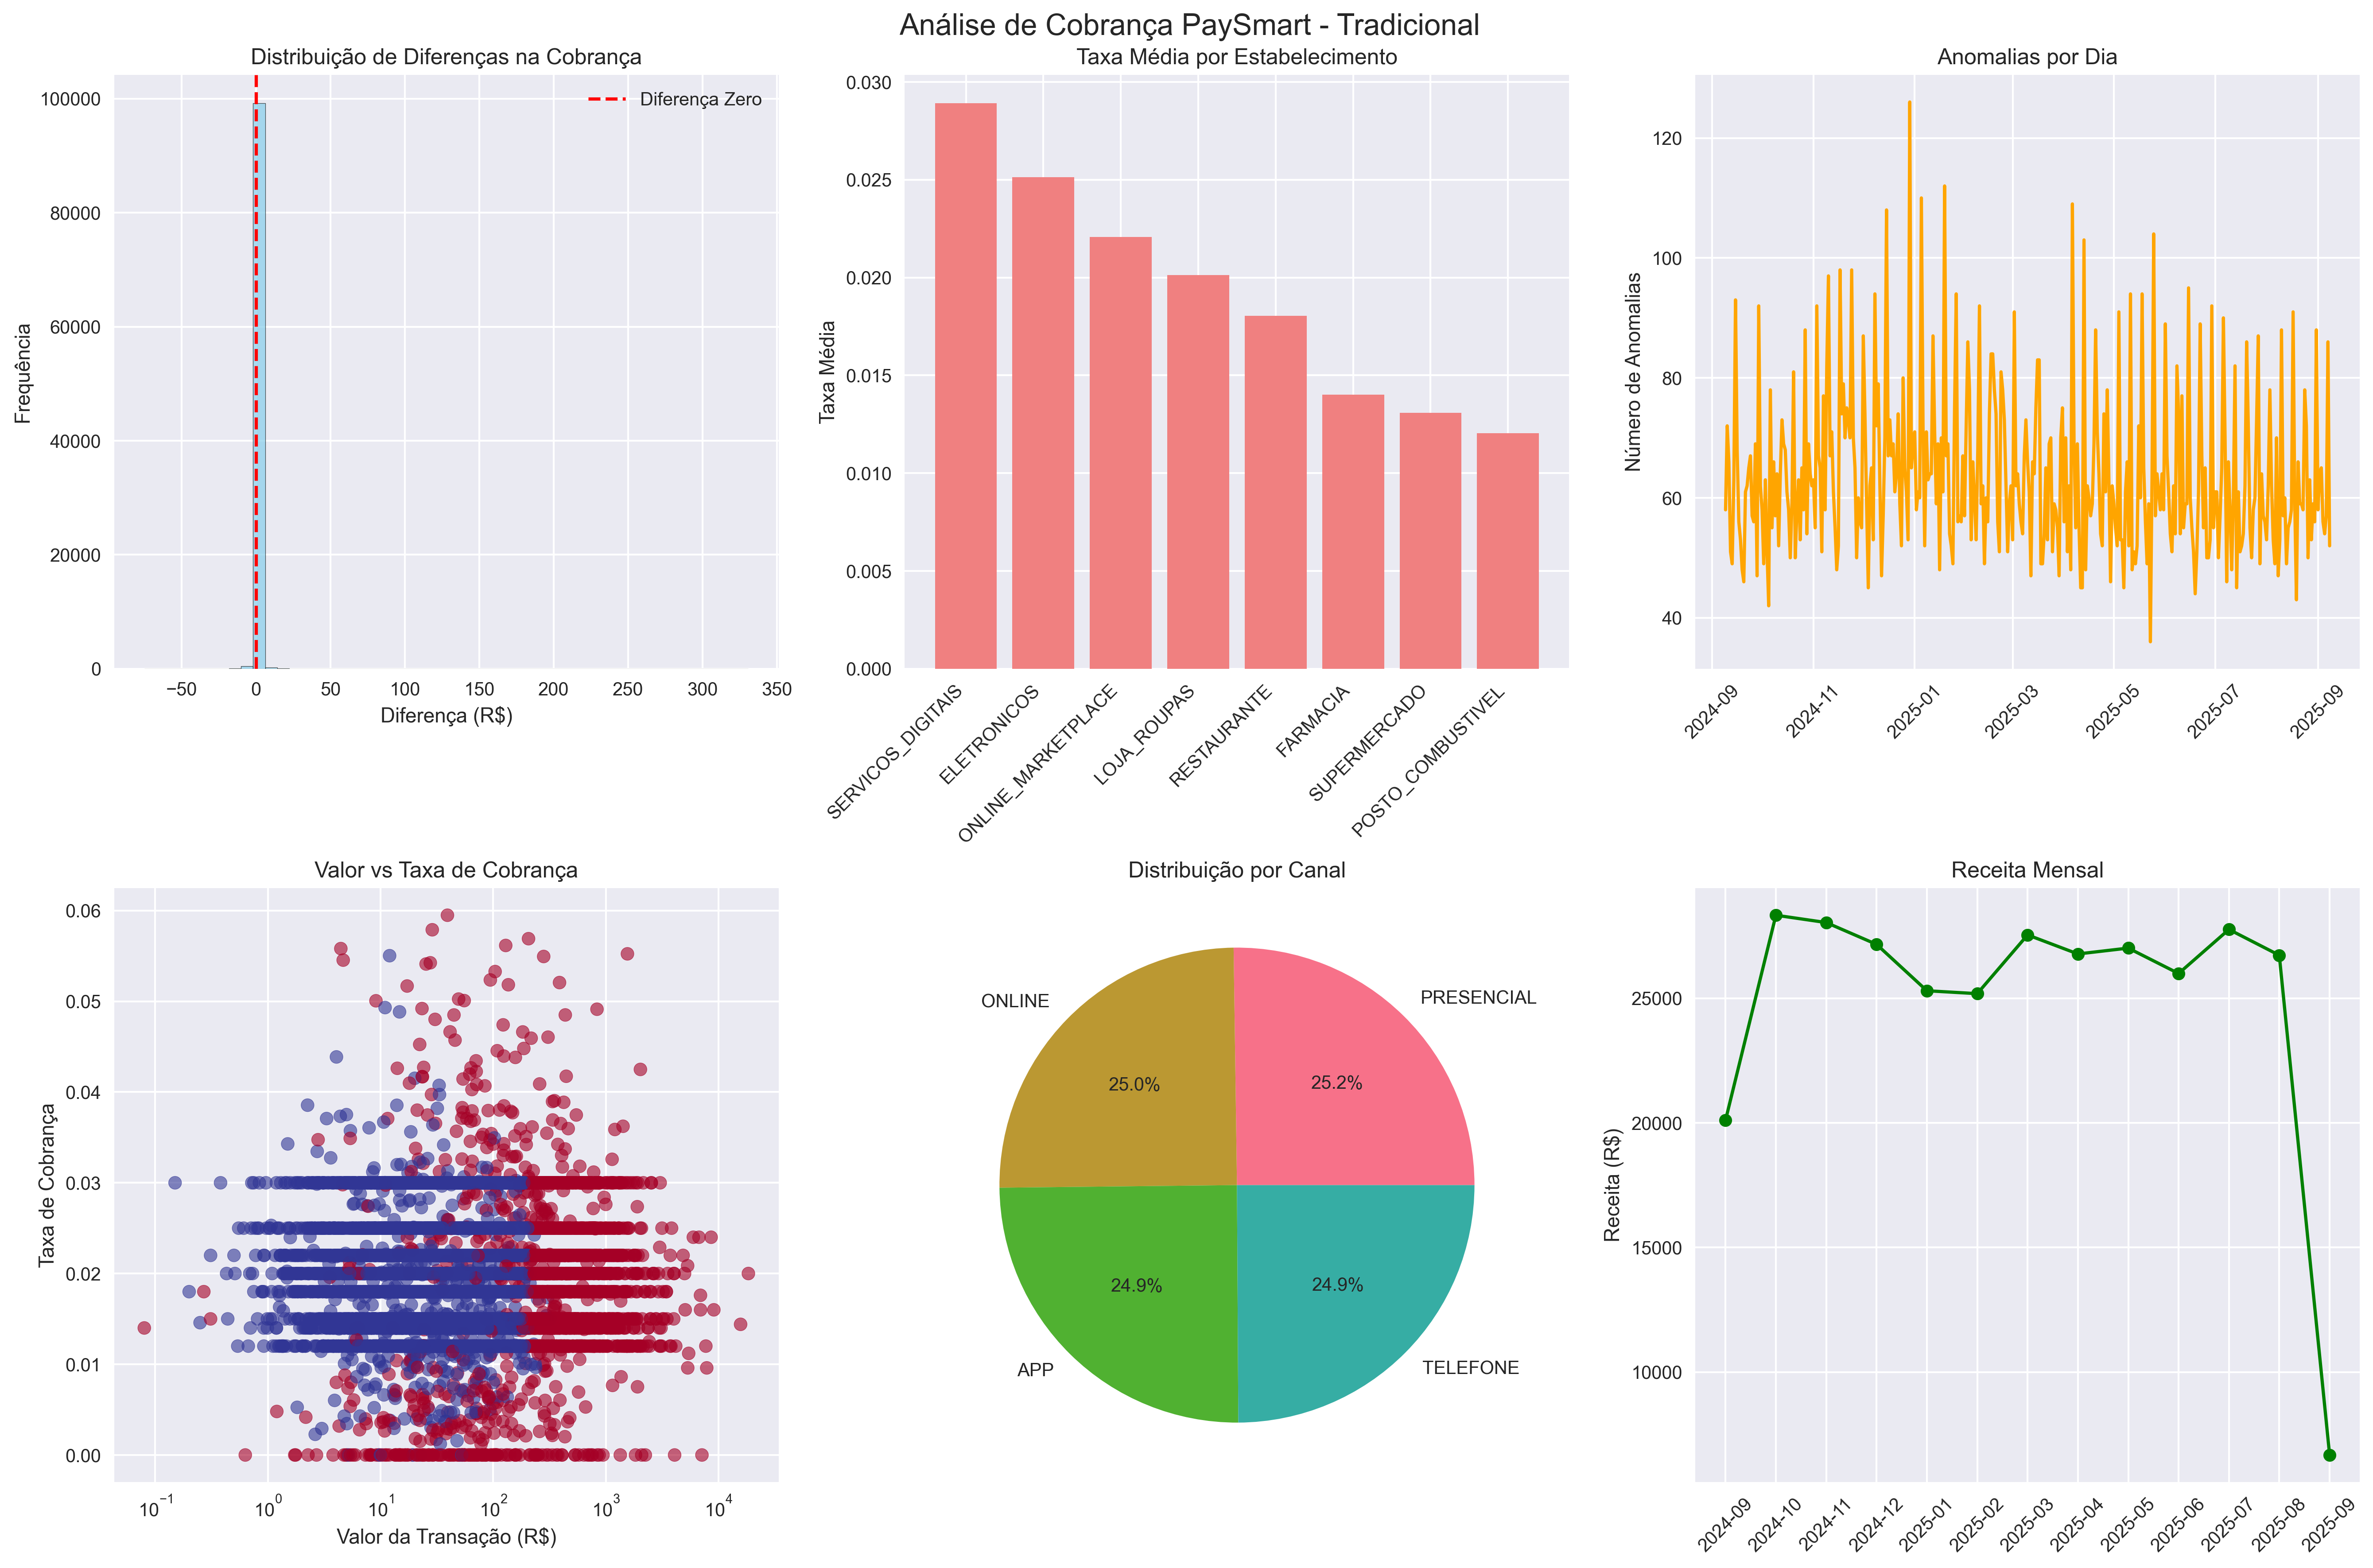 Análise de Cobrança PaySmart - Tradicional
Distribuição de Diferenças na Cobrança
Frequência
100000
80000
60000
40000
20000
0
Diferença Zero
−50
0
50
100
150
200
250
300
350
Diferença (R$)
Taxa Média por Estabelecimento
Taxa Média
0.030
0.025
0.020
0.015
0.010
0.005
0.000
SERVICOS_DIGITAIS
ELETRONICOS
ONLINE_MARKETPLACE
LOJA_ROUPAS
RESTAURANTE
FARMACIA
SUPERMERCADO
POSTO_COMBUSTIVEL
Anomalias por Dia
Número de Anomalias
120
100
80
60
40
2024-09
2024-11
2025-01
2025-03
2025-05
2025-07
2025-09
Valor vs Taxa de Cobrança
Taxa de Cobrança
0.06
0.05
0.04
0.03
0.02
0.01
0.00
10⁻¹
10⁰
10¹
10²
10³
10⁴
Valor da Transação (R$)
Distribuição por Canal
ONLINE
PRESENCIAL
25.0%
25.2%
24.9%
24.9%
APP
TELEFONE
Receita Mensal
Receita (R$)
25000
20000
15000
10000
2024-09
2024-10
2024-11
2024-12
2025-01
2025-02
2025-03
2025-04
2025-05
2025-06
2025-07
2025-08
2025-09